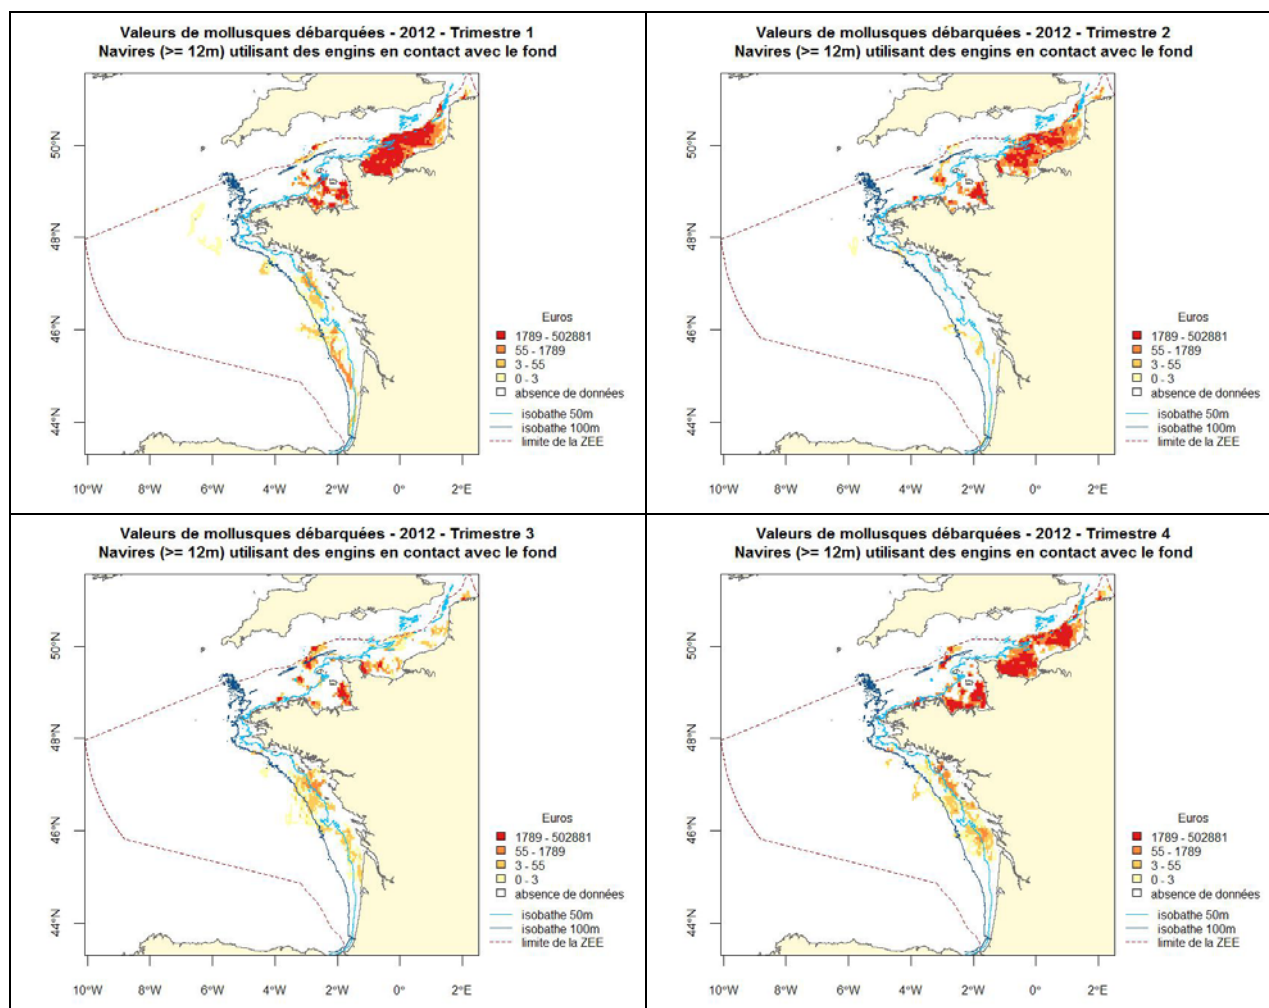 Valeurs de mollusques débarquées - 2012 - Trimestre 1
Navires (>= 12m) utilisant des engins en contact avec le fond
50°N
48°N
46°N
44°N
Euros
1789 - 502881
55 - 1789
3 - 55
0 - 3
absence de données
isobathe 50m
isobathe 100m
limite de la ZEE
10°W 8°W 6°W 4°W 2°W 0° 2°E
Valeurs de mollusques débarquées - 2012 - Trimestre 2
Navires (>= 12m) utilisant des engins en contact avec le fond
50°N
48°N
46°N
44°N
Euros
1789 - 502881
55 - 1789
3 - 55
0 - 3
absence de données
isobathe 50m
isobathe 100m
limite de la ZEE
10°W 8°W 6°W 4°W 2°W 0° 2°E
Valeurs de mollusques débarquées - 2012 - Trimestre 3
Navires (>= 12m) utilisant des engins en contact avec le fond
50°N
48°N
46°N
44°N
Euros
1789 - 502881
55 - 1789
3 - 55
0 - 3
absence de données
isobathe 50m
isobathe 100m
limite de la ZEE
10°W 8°W 6°W 4°W 2°W 0° 2°E
Valeurs de mollusques débarquées - 2012 - Trimestre 4
Navires (>= 12m) utilisant des engins en contact avec le fond
50°N
48°N
46°N
44°N
Euros
1789 - 502881
55 - 1789
3 - 55
0 - 3
absence de données
isobathe 50m
isobathe 100m
limite de la ZEE
10°W 8°W 6°W 4°W 2°W 0° 2°E